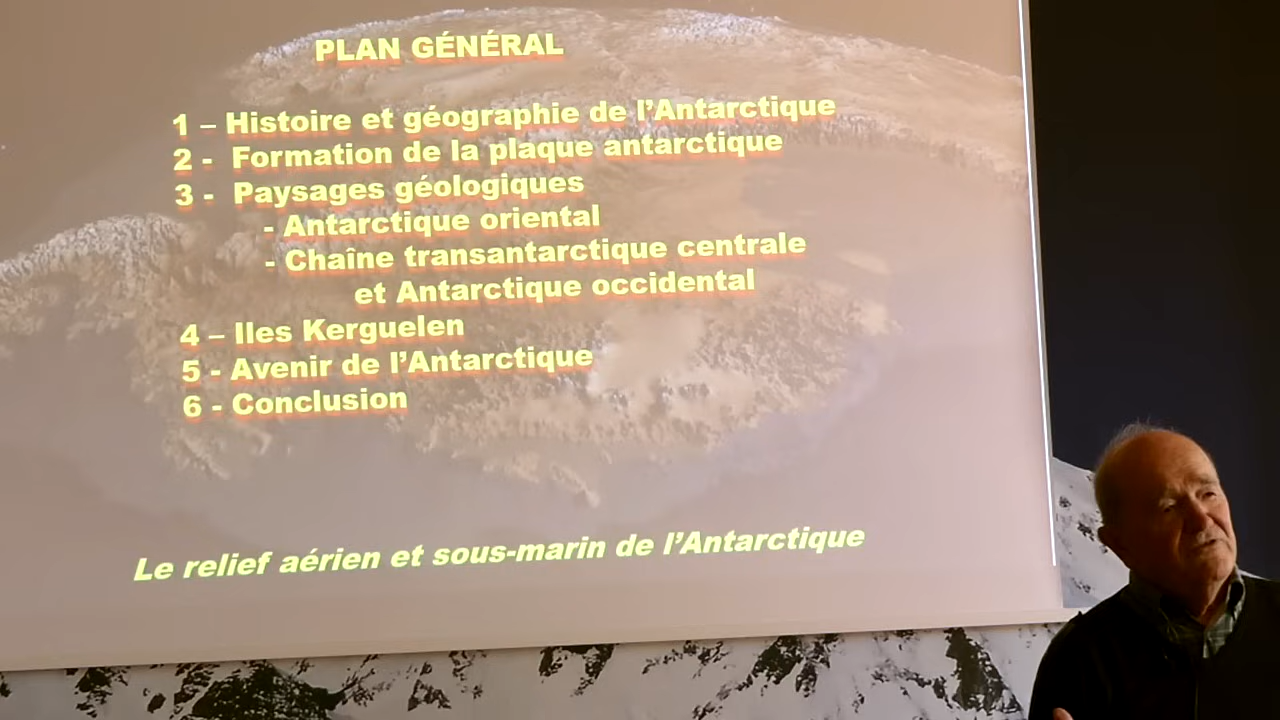 PLAN GÉNÉRAL
1 – Histoire et géographie de l'Antarctique
2 - Formation de la plaque antarctique
3 - Paysages géologiques
- Antarctique oriental
- Chaîne transantarctique centrale
et Antarctique occidental
4 – Iles Kerguelen
5 - Avenir de l'Antarctique
6 - Conclusion
Le relief aérien et sous-marin de l'Antarctique